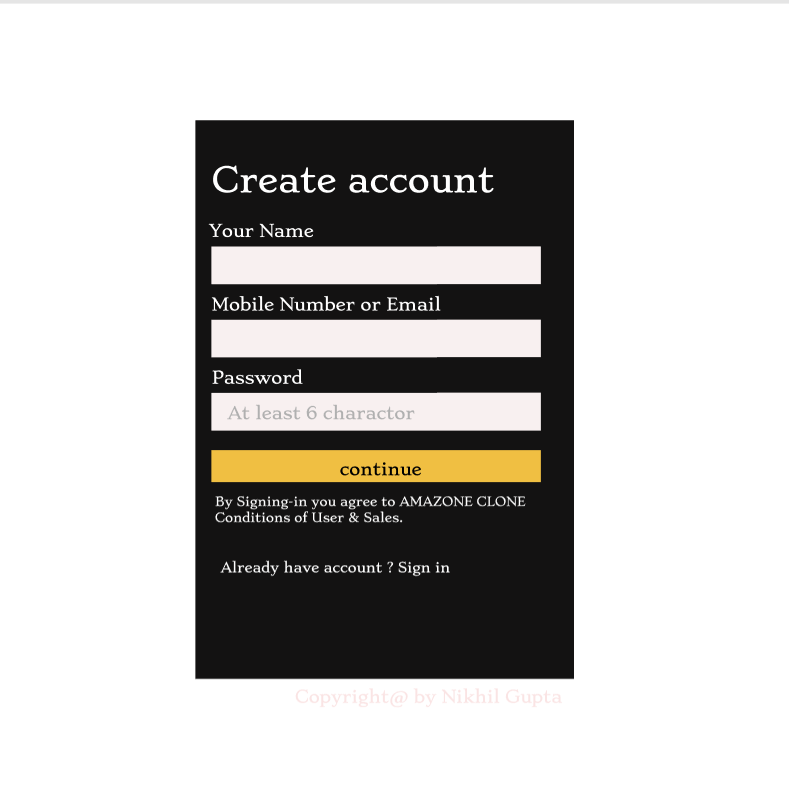 Create account
Your Name
Mobile Number or Email
Password
At least 6 charactor
continue
By Signing-in you agree to AMAZONE CLONE
Conditions of User & Sales.
Already have account ? Sign in
Copyright@ by Nikhil Gupta